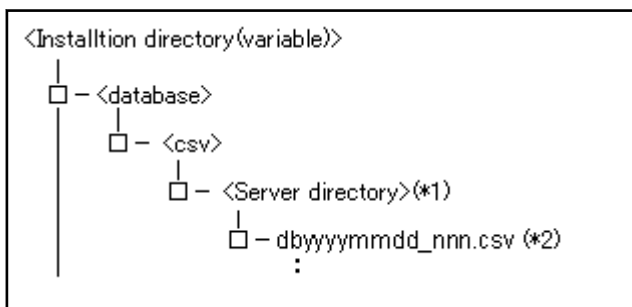 <Installtion directory(variable)>
<database>
<csv>
<Server directory>(*1)
dbyyyymmdd_nnn.csv (*2)
: